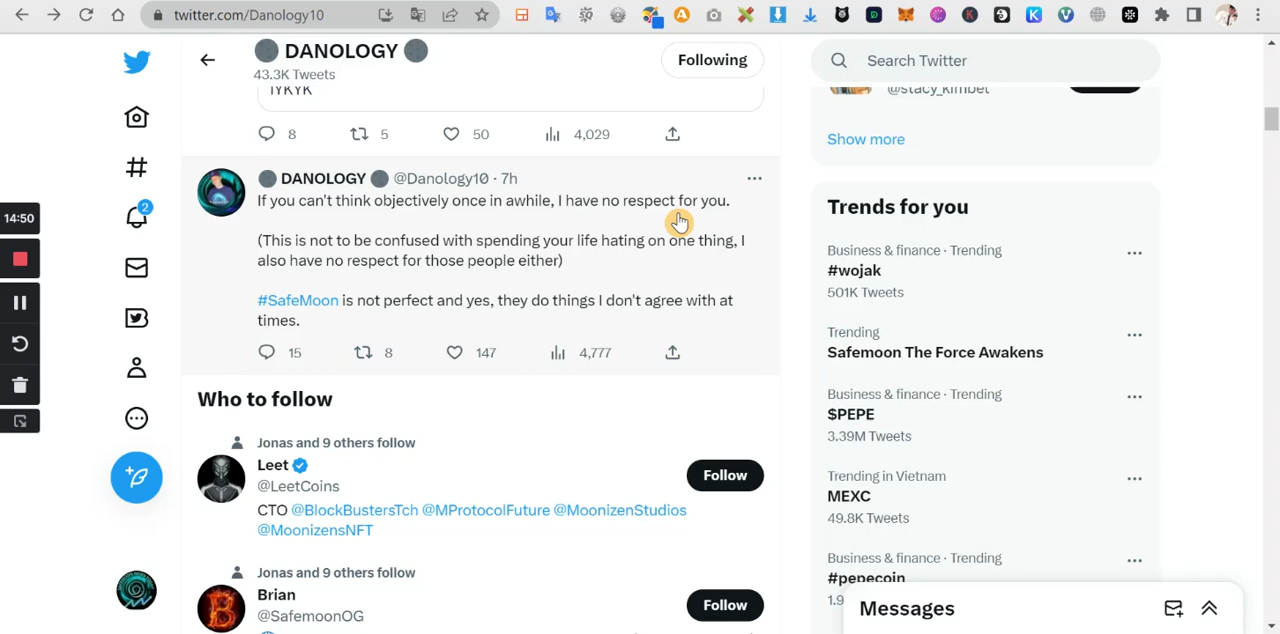 twitter.com/Danology10
DANOLOGY
43.3K Tweets
Following
Search Twitter
IYKYK
8
5
50
4,029
@stacy_kimbel
Show more
DANOLOGY @Danology10 · 7h
If you can't think objectively once in awhile, I have no respect for you.
(This is not to be confused with spending your life hating on one thing, I
also have no respect for those people either)
#SafeMoon is not perfect and yes, they do things I don't agree with at
times.
15
8
147
4,777
2
14:50
Who to follow
Jonas and 9 others follow
Leet
@LeetCoins
Follow
CTO @BlockBustersTch @MProtocolFuture @MoonizenStudios
@MoonizensNFT
Jonas and 9 others follow
Brian
@SafemoonOG
Follow
Trends for you
Business & finance · Trending
#wojak
501K Tweets
Trending
Safemoon The Force Awakens
Business & finance · Trending
$PEPE
3.39M Tweets
Trending in Vietnam
MEXC
49.8K Tweets
Business & finance · Trending
#pepecoin
Messages